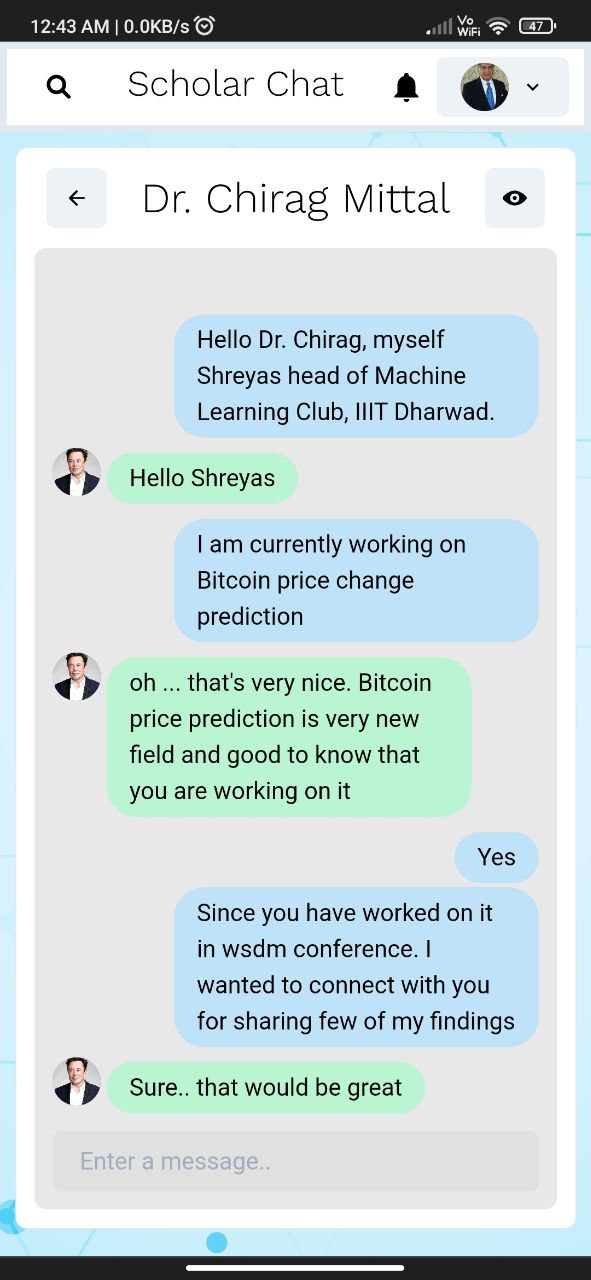 12:43 AM | 0.0KB/s
Vo
WiFi
47
Scholar Chat
Dr. Chirag Mittal
Hello Dr. Chirag, myself
Shreyas head of Machine
Learning Club, IIIT Dharwad.
Hello Shreyas
I am currently working on
Bitcoin price change
prediction
oh ... that's very nice. Bitcoin
price prediction is very new
field and good to know that
you are working on it
Yes
Since you have worked on it
in wsdm conference. I
wanted to connect with you
for sharing few of my findings
Sure.. that would be great
Enter a message..